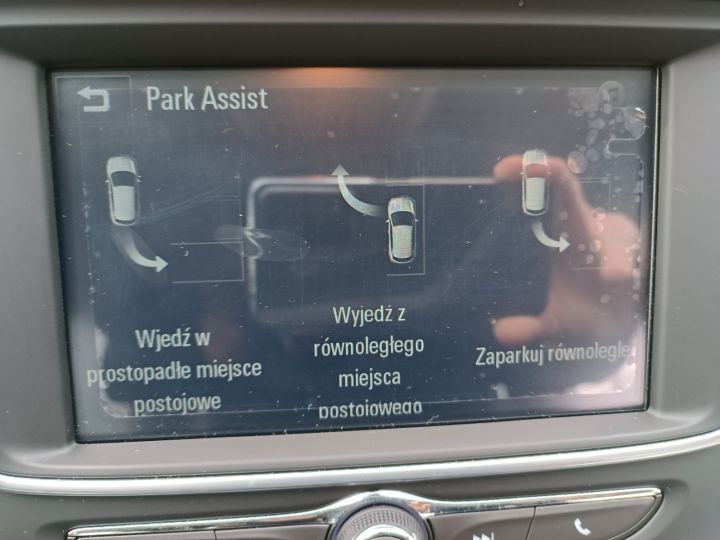 Park Assist
Wjedź w
prostopadłe miejsce
postojowe
Wyjedź z
równoległego
miejsca
postojowego
Zaparkuj równolegle